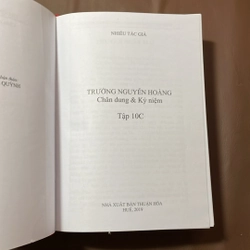 QUỲNH
NHIỀU TÁC GIẢ
TRƯỜNG NGUYÊN HOÀNG
Chân dung & Kỷ niệm
Tập 10C
NHÀ XUẤT BẢN THUẬN HÓA
HUẾ, 2019